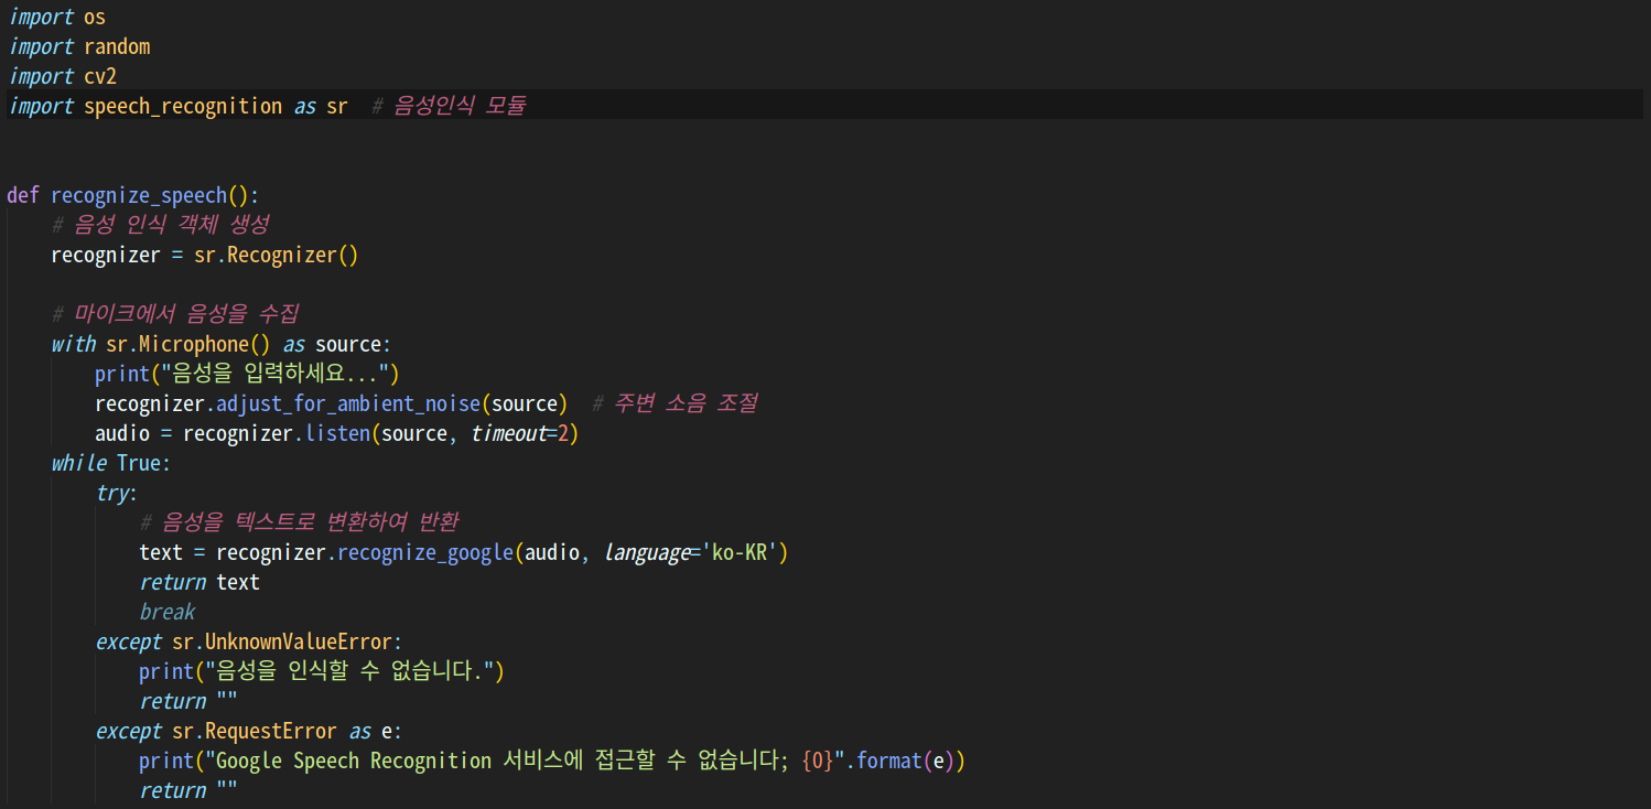 import os
import random
import cv2
import speech_recognition as sr  # 음성인식 모듈
def recognize_speech():
    # 음성 인식 객체 생성
    recognizer = sr.Recognizer()
    # 마이크에서 음성을 수집
    with sr.Microphone() as source:
        print("음성을 입력하세요...")
        recognizer.adjust_for_ambient_noise(source)  # 주변 소음 조절
        audio = recognizer.listen(source, timeout=2)
    while True:
        try:
            # 음성을 텍스트로 변환하여 반환
            text = recognizer.recognize_google(audio, language='ko-KR')
            return text
            break
        except sr.UnknownValueError:
            print("음성을 인식할 수 없습니다.")
            return ""
        except sr.RequestError as e:
            print("Google Speech Recognition 서비스에 접근할 수 없습니다; {0}".format(e))
            return ""